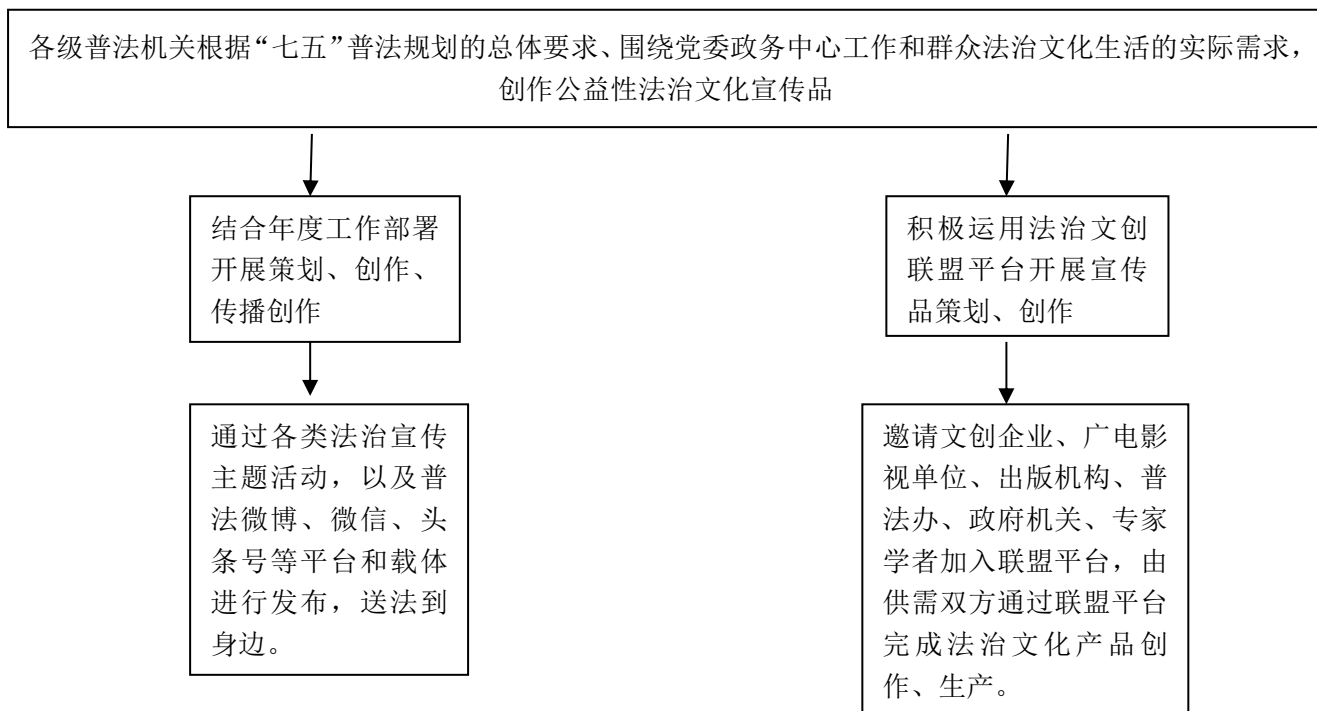 各级普法机关根据“七五”普法规划的总体要求、围绕党委政务中心工作和群众法治文化生活的实际需求，
创作公益性法治文化宣传品
结合年度工作部署
开展策划、创作、
传播创作
积极运用法治文创
联盟平台开展宣传
品策划、创作
通过各类法治宣传
主题活动，以及普
法微博、微信、头
条号等平台和载体
进行发布，送法到
身边。
邀请文创企业、广电影
视单位、出版机构、普
法办、政府机关、专家
学者加入联盟平台，由
供需双方通过联盟平台
完成法治文化产品创
作、生产。